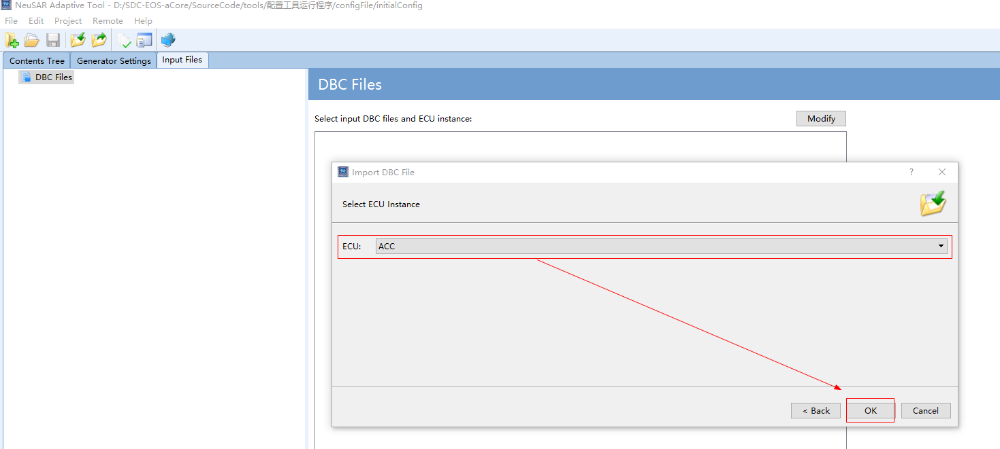 NeuSAR Adaptive Tool - D:/SDC-EOS-aCore/SourceCode/tools/配置工具运行程序/configFile/initialConfig
File Edit Project Remote Help
Contents Tree Generator Settings Input Files
DBC Files
DBC Files
Select input DBC files and ECU instance:
Modify
Import DBC File
?
Select ECU Instance
ECU: ACC
< Back OK Cancel